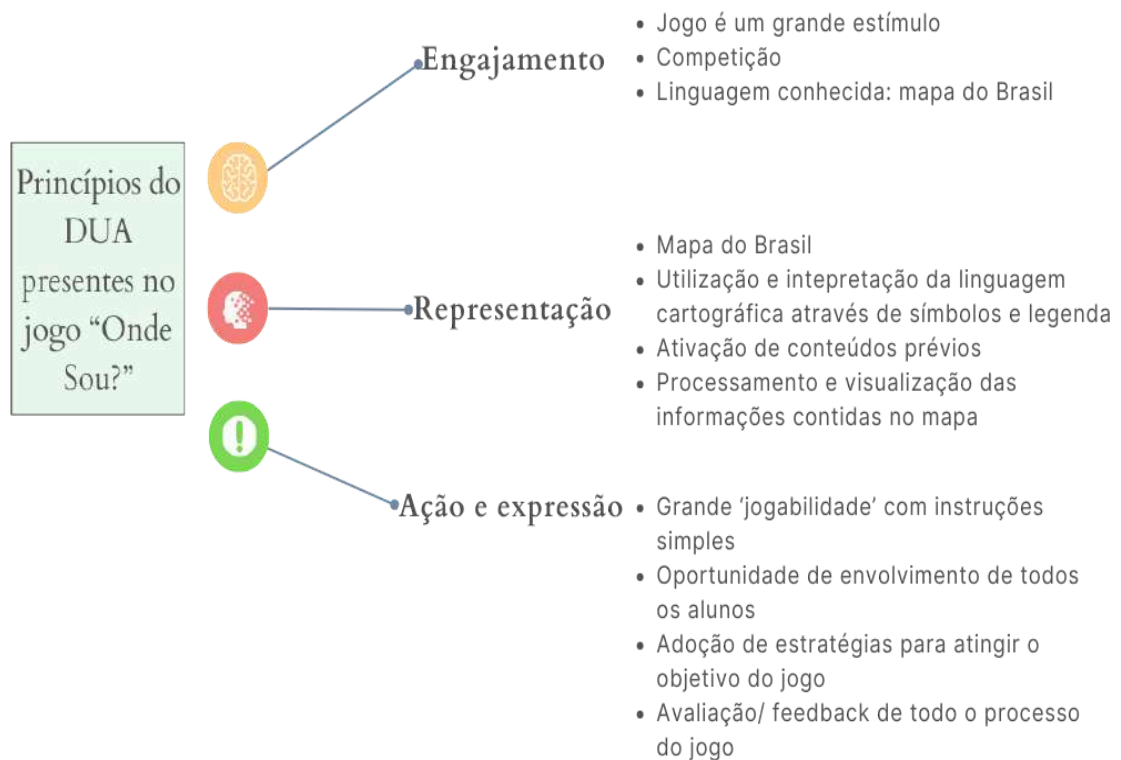 Princípios do
DUA
presentes no
jogo “Onde
Sou?”
Engajamento
• Jogo é um grande estímulo
• Competição
• Linguagem conhecida: mapa do Brasil
Representação
• Mapa do Brasil
• Utilização e intepretação da linguagem
cartográfica através de símbolos e legenda
• Ativação de conteúdos prévios
• Processamento e visualização das
informações contidas no mapa
Ação e expressão
• Grande ‘jogabilidade’ com instruções
simples
• Oportunidade de envolvimento de todos
os alunos
• Adoção de estratégias para atingir o
objetivo do jogo
• Avaliação/ feedback de todo o processo
do jogo